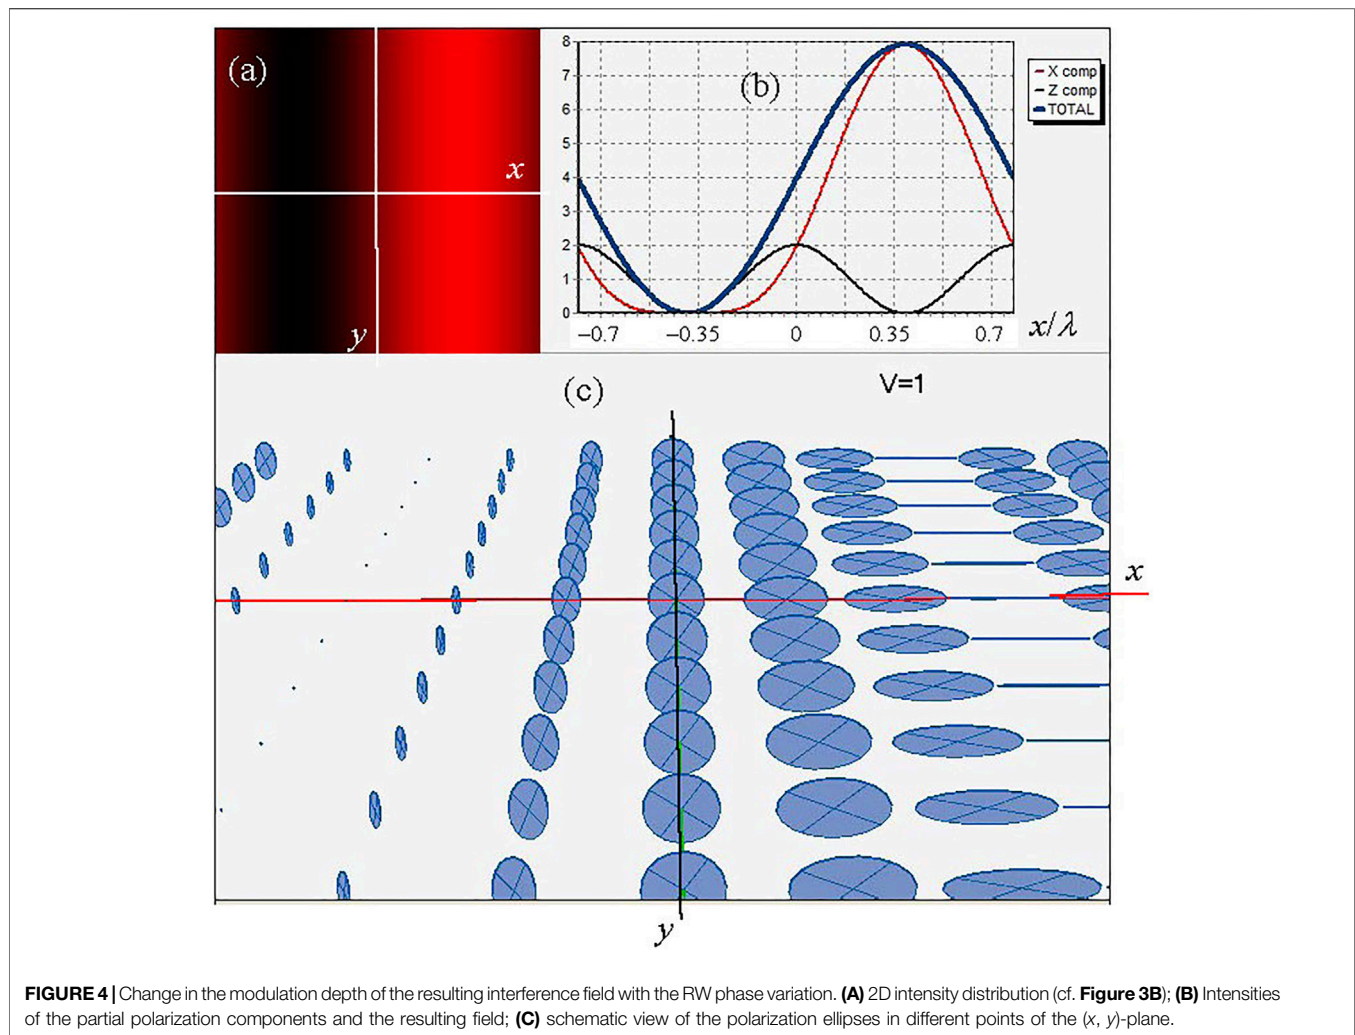 (a)
x
y
(b)
8
7
6
5
4
3
2
1
0
−0.7 −0.35 0 0.35 0.7 x/λ
X comp
Z comp
TOTAL
(c)
V=1
x
y
FIGURE 4 | Change in the modulation depth of the resulting interference field with the RW phase variation. (A) 2D intensity distribution (cf. Figure 3B); (B) Intensities
of the partial polarization components and the resulting field; (C) schematic view of the polarization ellipses in different points of the (x, y)-plane.